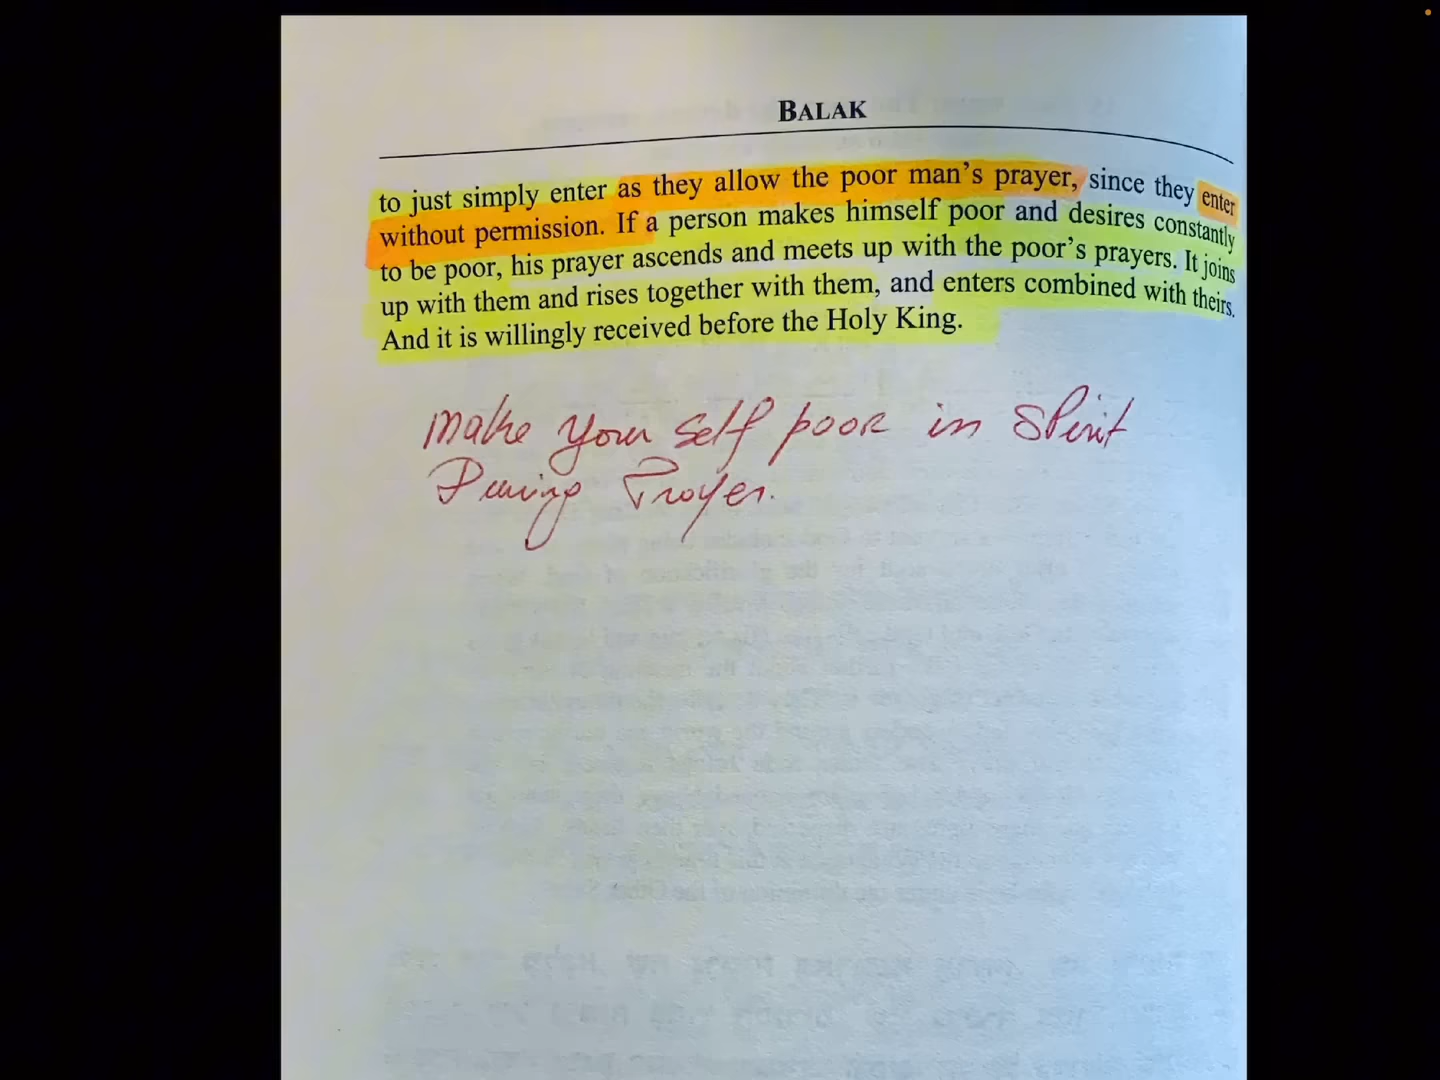 BALAK
to just simply enter as they allow the poor man's prayer, since they enter
without permission. If a person makes himself poor and desires constantly
to be poor, his prayer ascends and meets up with the poor's prayers. It joins
up with them and rises together with them, and enters combined with theirs.
And it is willingly received before the Holy King.
make your self poor in spirit
During Prayer.